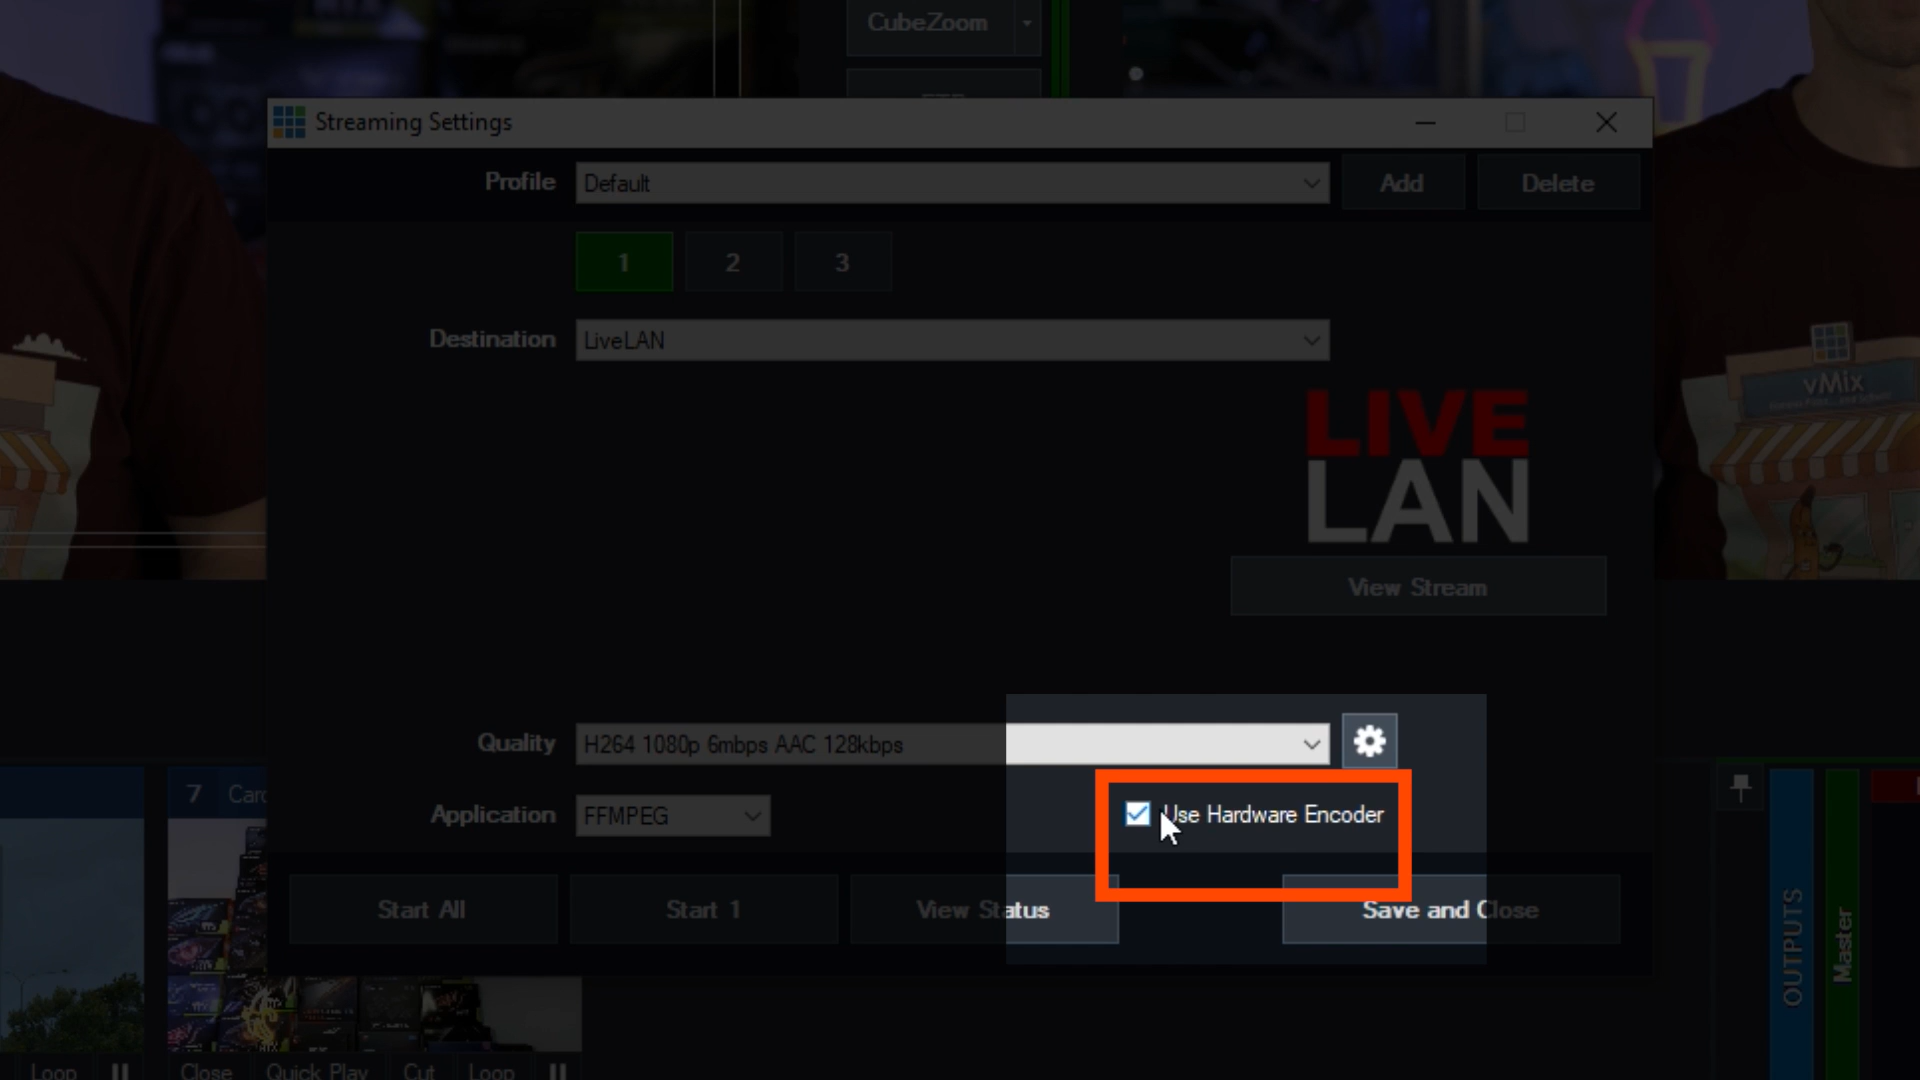 CubeZoom
Streaming Settings
Profile
Default
Add
Delete
1
2
3
Destination
LiveLAN
LIVE
LAN
View Stream
vMix
Quality
H264 1080p 6mbps AAC 128kbps
Application
FFMPEG
Use Hardware Encoder
Start All
Start 1
View Status
Save and Close
7
OUTPUTS
Master
Loop
Close
Quick Play
Cut
Loop